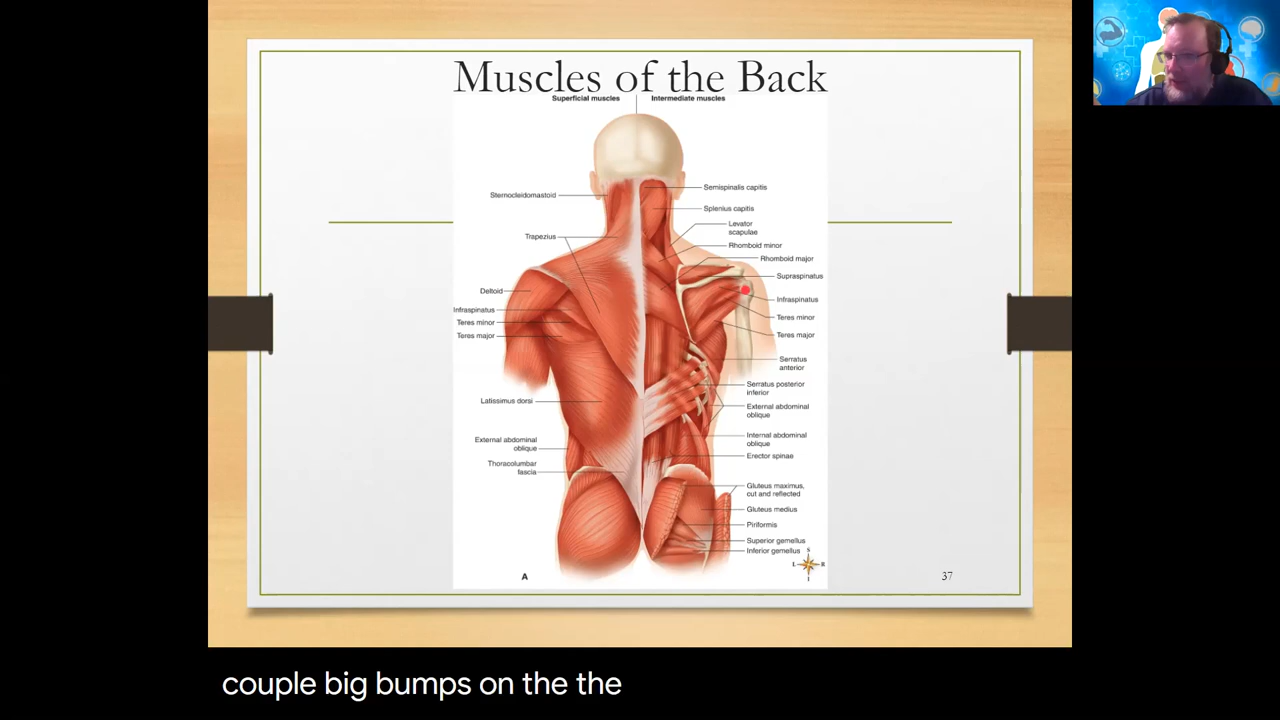 Muscles of the Back
Superficial muscles
Intermediate muscles
Sternocleidomastoid
Trapezius
Deltoid
Infraspinatus
Teres minor
Teres major
Latissimus dorsi
External abdominal
oblique
Thoracolumbar
fascia
Semispinalis capitis
Splenius capitis
Levator
scapulae
Rhomboid minor
Rhomboid major
Supraspinatus
Infraspinatus
Teres minor
Teres major
Serratus
anterior
Serratus posterior
inferior
External abdominal
oblique
Internal abdominal
oblique
Erector spinae
Gluteus maximus,
cut and reflected
Gluteus medius
Piriformis
Superior gemellus
Inferior gemellus
S
L R
I
A
37
couple big bumps on the the